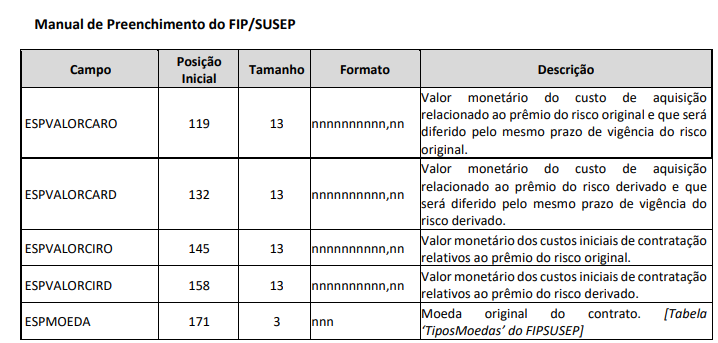 Manual de Preenchimento do FIP/SUSEP
Campo
Posição
Inicial
Tamanho
Formato
Descrição
ESPVALORCARO
119
13
nnnnnnnnnn,nn
Valor monetário do custo de aquisição
relacionado ao prêmio do risco original e que será
diferido pelo mesmo prazo de vigência do risco
original.
ESPVALORCARD
132
13
nnnnnnnnnn,nn
Valor monetário do custo de aquisição
relacionado ao prêmio do risco derivado e que
será diferido pelo mesmo prazo de vigência do
risco derivado.
ESPVALORCIRO
145
13
nnnnnnnnnn,nn
Valor monetário dos custos iniciais de contratação
relativos ao prêmio do risco original.
ESPVALORCIRD
158
13
nnnnnnnnnn,nn
Valor monetário dos custos iniciais de contratação
relativos ao prêmio do risco derivado.
ESPMOEDA
171
3
nnn
Moeda original do contrato. [Tabela
‘TiposMoedas’ do FIPSUSEP]